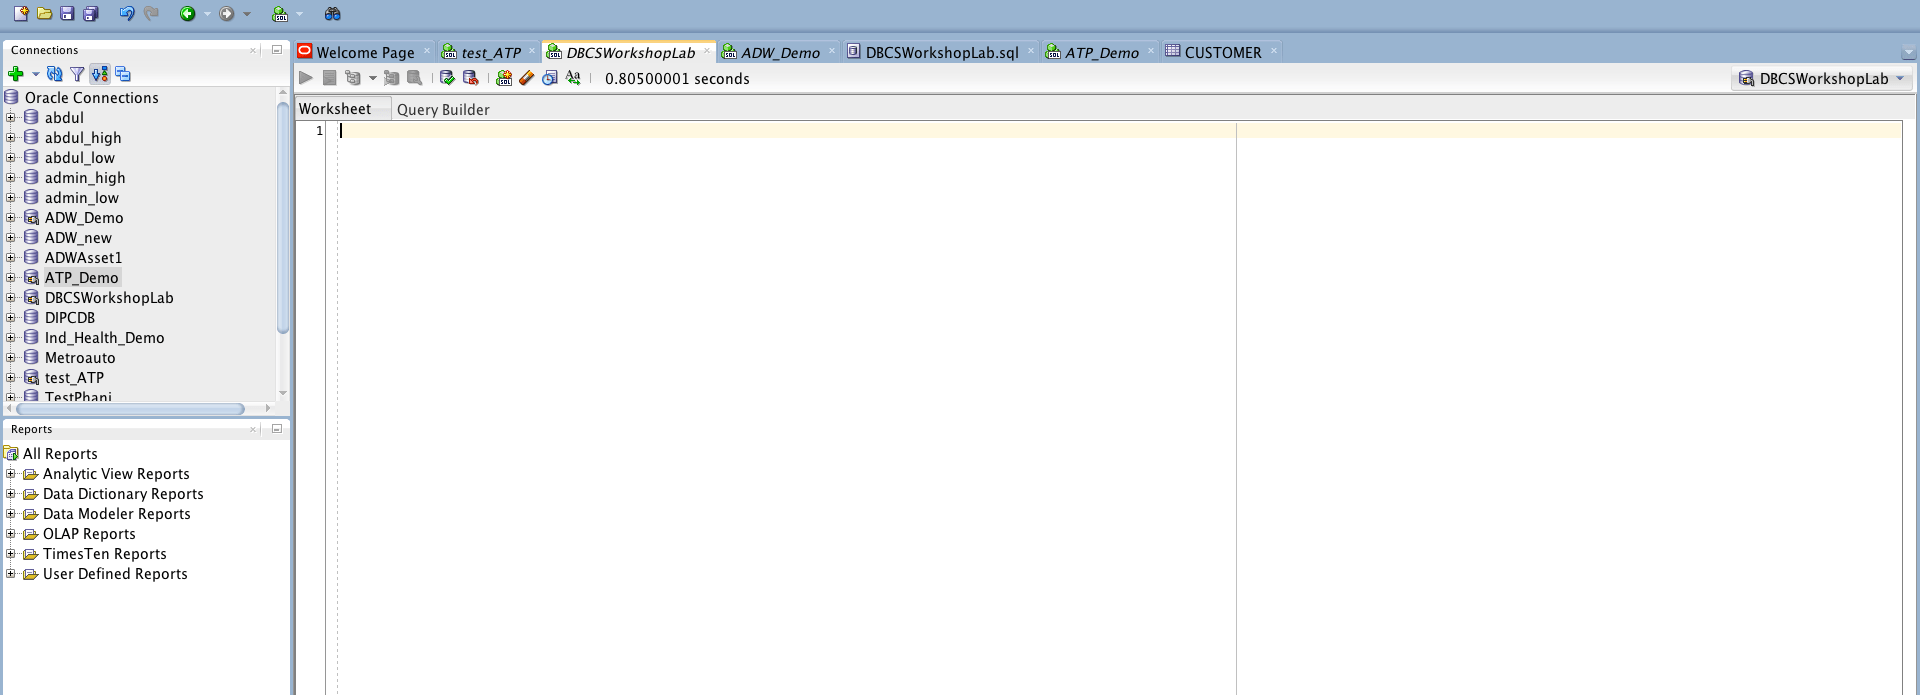 SQL
Connections
Welcome Page
test_ATP
DBCSWorkshopLab
ADW_Demo
DBCSWorkshopLab.sql
ATP_Demo
CUSTOMER
0.80500001 seconds
DBCSWorkshopLab
Worksheet
Query Builder
1
Oracle Connections
abdul
abdul_high
abdul_low
admin_high
admin_low
ADW_Demo
ADW_new
ADWAsset1
ATP_Demo
DBCSWorkshopLab
DIPCDB
Ind_Health_Demo
Metroauto
test_ATP
TestPhani
Reports
All Reports
Analytic View Reports
Data Dictionary Reports
Data Modeler Reports
OLAP Reports
TimesTen Reports
User Defined Reports